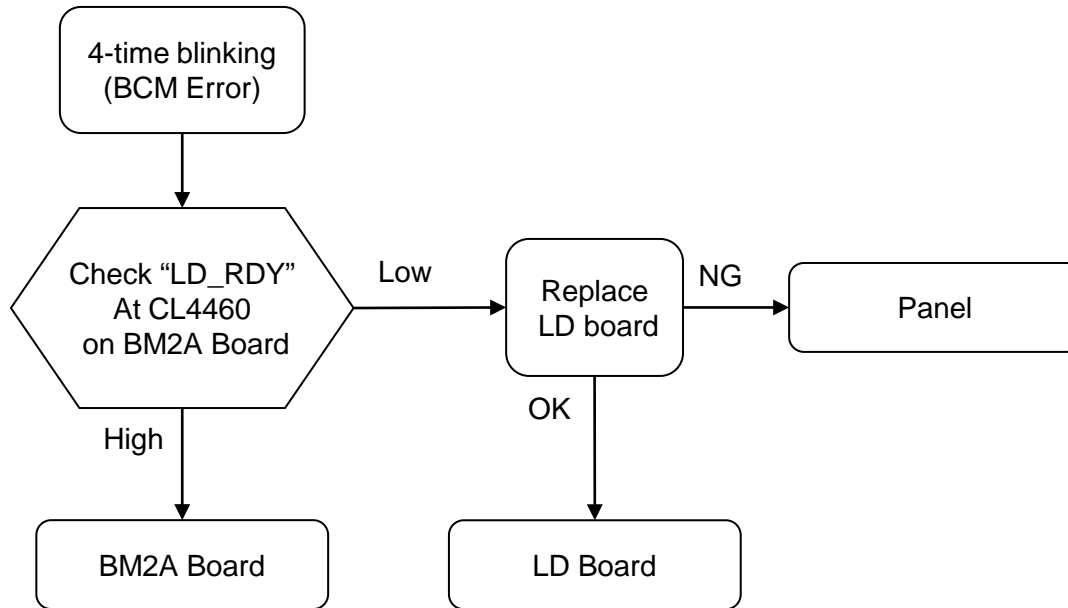 4-time blinking
(BCM Error)
Check “LD_RDY”
At CL4460
on BM2A Board
Low
Replace
LD board
NG
Panel
High
OK
BM2A Board
LD Board